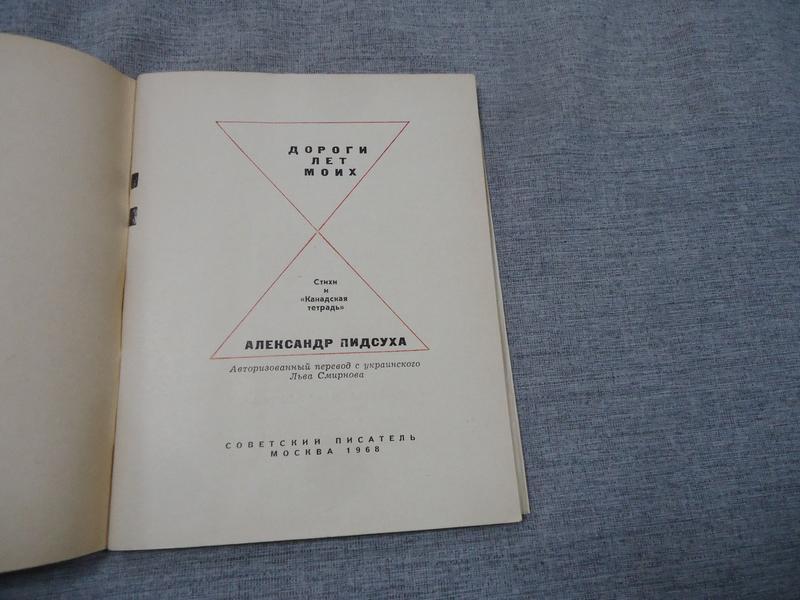 ДОРОГИ
ЛЕТ
МОИХ
Стихи
и
«Канадская
тетрадь»
АЛЕКСАНДР ПИДСУХА
Авторизованный перевод с украинского
Льва Смирнова
СОВЕТСКИЙ ПИСАТЕЛЬ
МОСКВА 1968